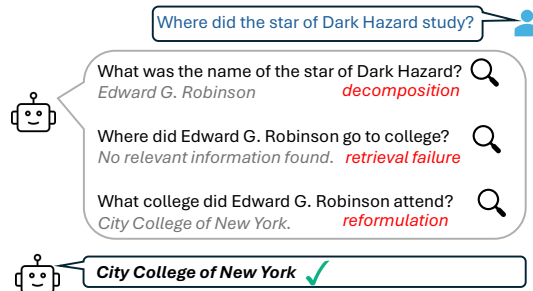 Where did the star of Dark Hazard study?
What was the name of the star of Dark Hazard?
Edward G. Robinson decomposition
Where did Edward G. Robinson go to college?
No relevant information found. retrieval failure
What college did Edward G. Robinson attend?
City College of New York. reformulation
City College of New York